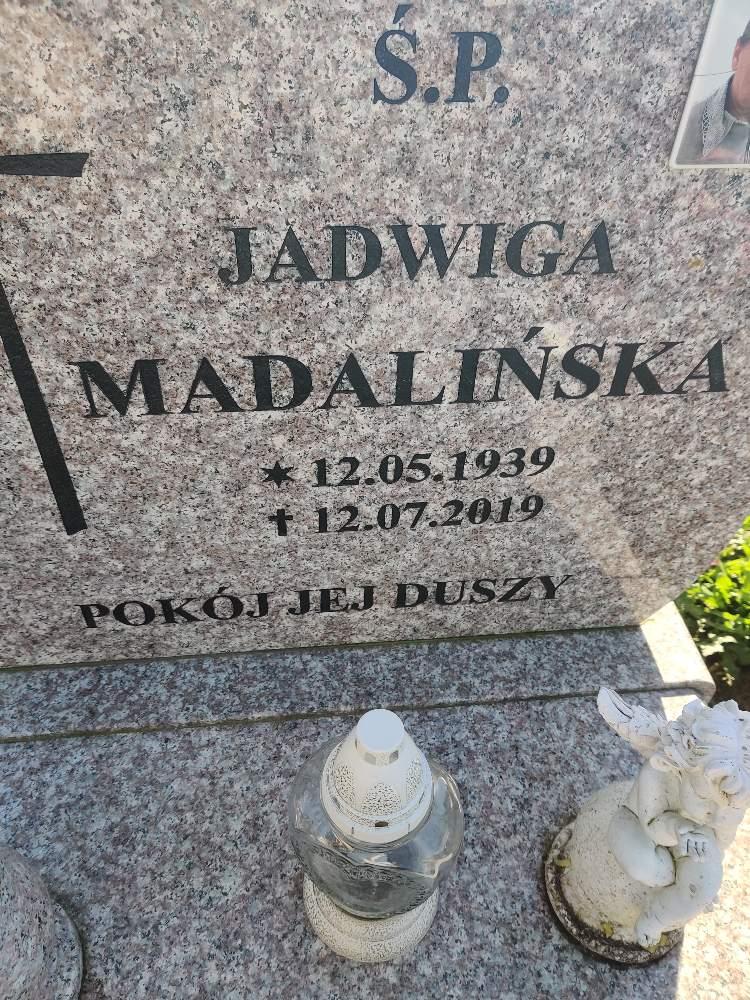 Ś.P.
JADWIGA
MADALIŃSKA
✶ 12.05.1939
✝ 12.07.2019
POKÓJ JEJ DUSZY